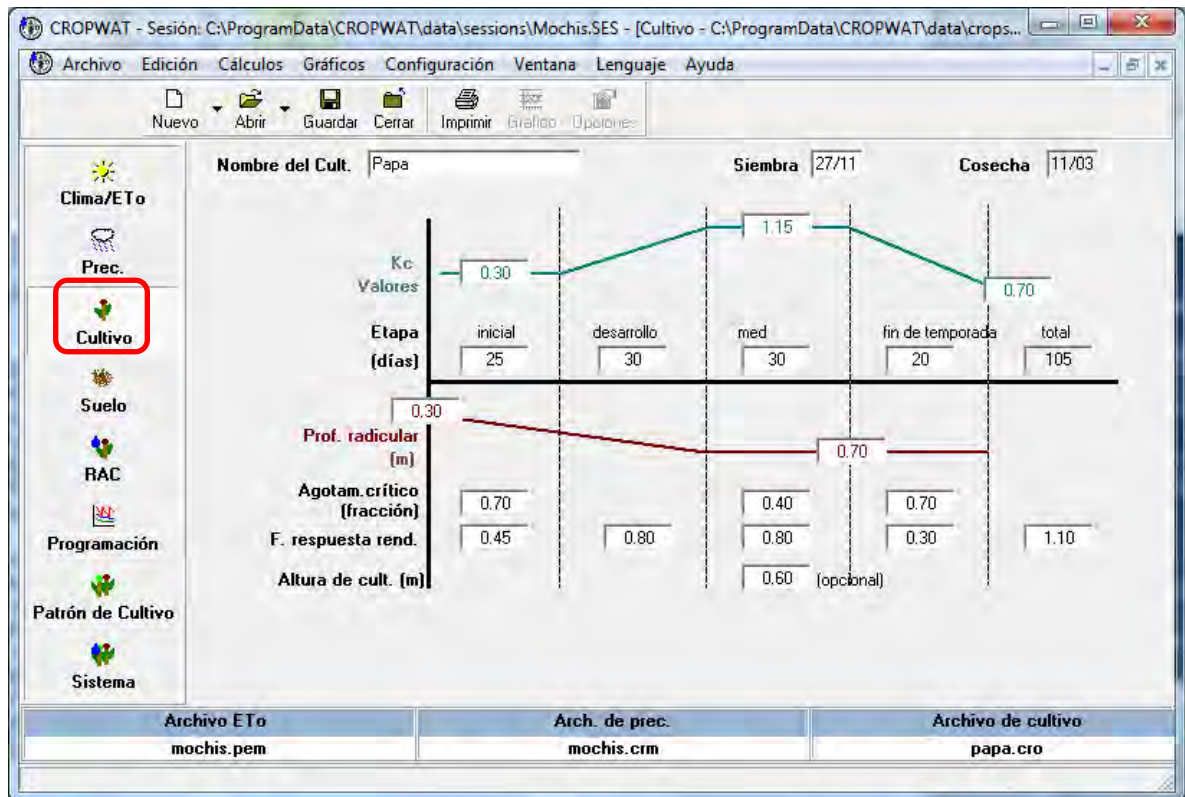 CROPWAT - Sesión: C:\ProgramData\CROPWAT\data\sessions\Mochis.SES - [Cultivo - C:\ProgramData\CROPWAT\data\crops...
Archivo Edición Cálculos Gráficos Configuración Ventana Lenguaje Ayuda
Nuevo Abrir Guardar Cerrar Imprimir Gráfico Opciones
Clima/ETo
Prec.
Cultivo
Suelo
RAC
Programación
Patrón de Cultivo
Sistema
Nombre del Cult. Papa Siembra 27/11 Cosecha 11/03
Kc Valores 0.30 1.15 0.70
Etapa inicial desarrollo med fin de temporada total
(días) 25 30 30 20 105
0.30
Prof. radicular
(m) 0.70
Agotam.crítico
(fracción) 0.70 0.40 0.70
F. respuesta rend. 0.45 0.80 0.80 0.30 1.10
Altura de cult. (m) 0.60 (opcional)
Archivo ETo Arch. de prec. Archivo de cultivo
mochis.pem mochis.crm papa.cro